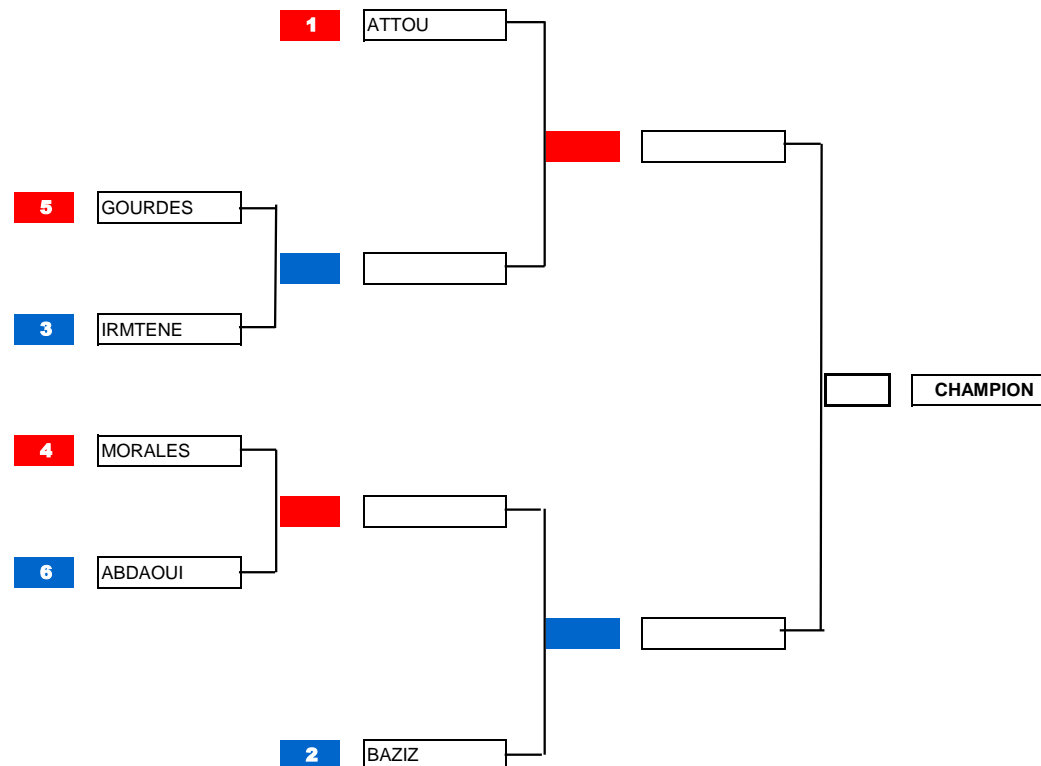 1 ATTOU
5 GOURDES
3 IRMTENE
CHAMPION
4 MORALES
6 ABDAOUI
2 BAZIZ